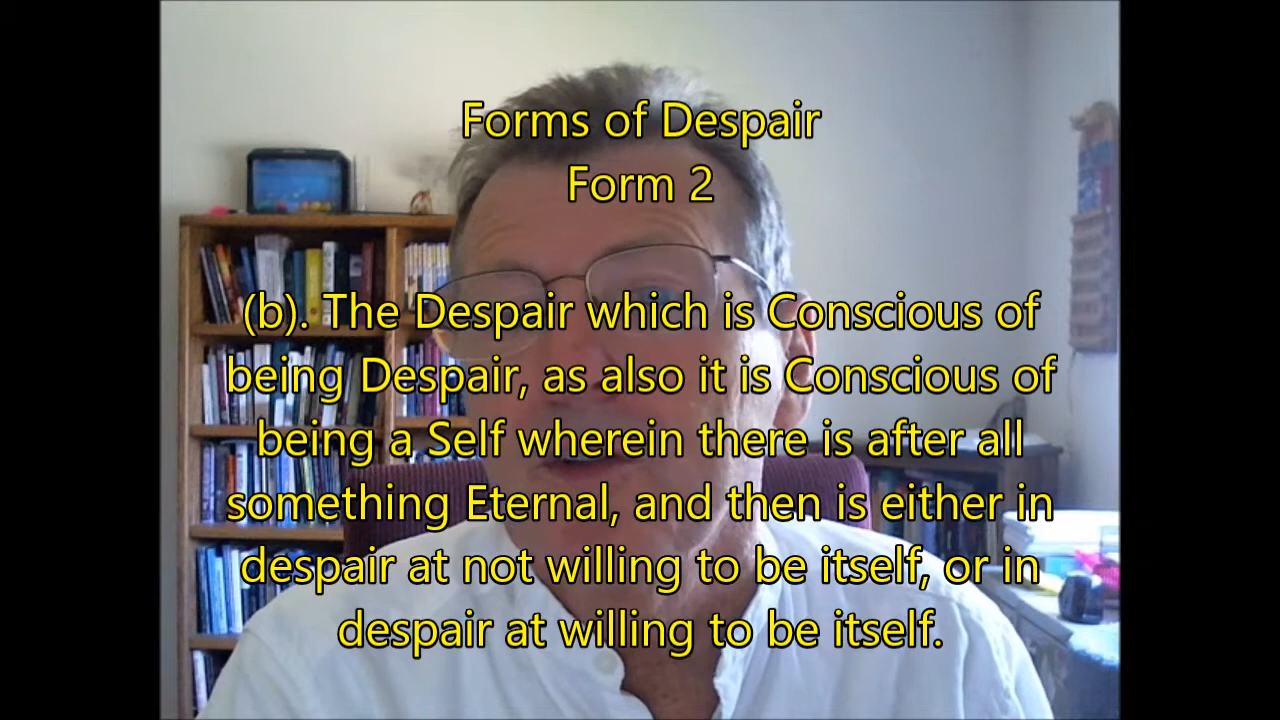 Forms of Despair
Form 2
(b). The Despair which is Conscious of
being Despair, as also it is Conscious of
being a Self wherein there is after all
something Eternal, and then is either in
despair at not willing to be itself, or in
despair at willing to be itself.